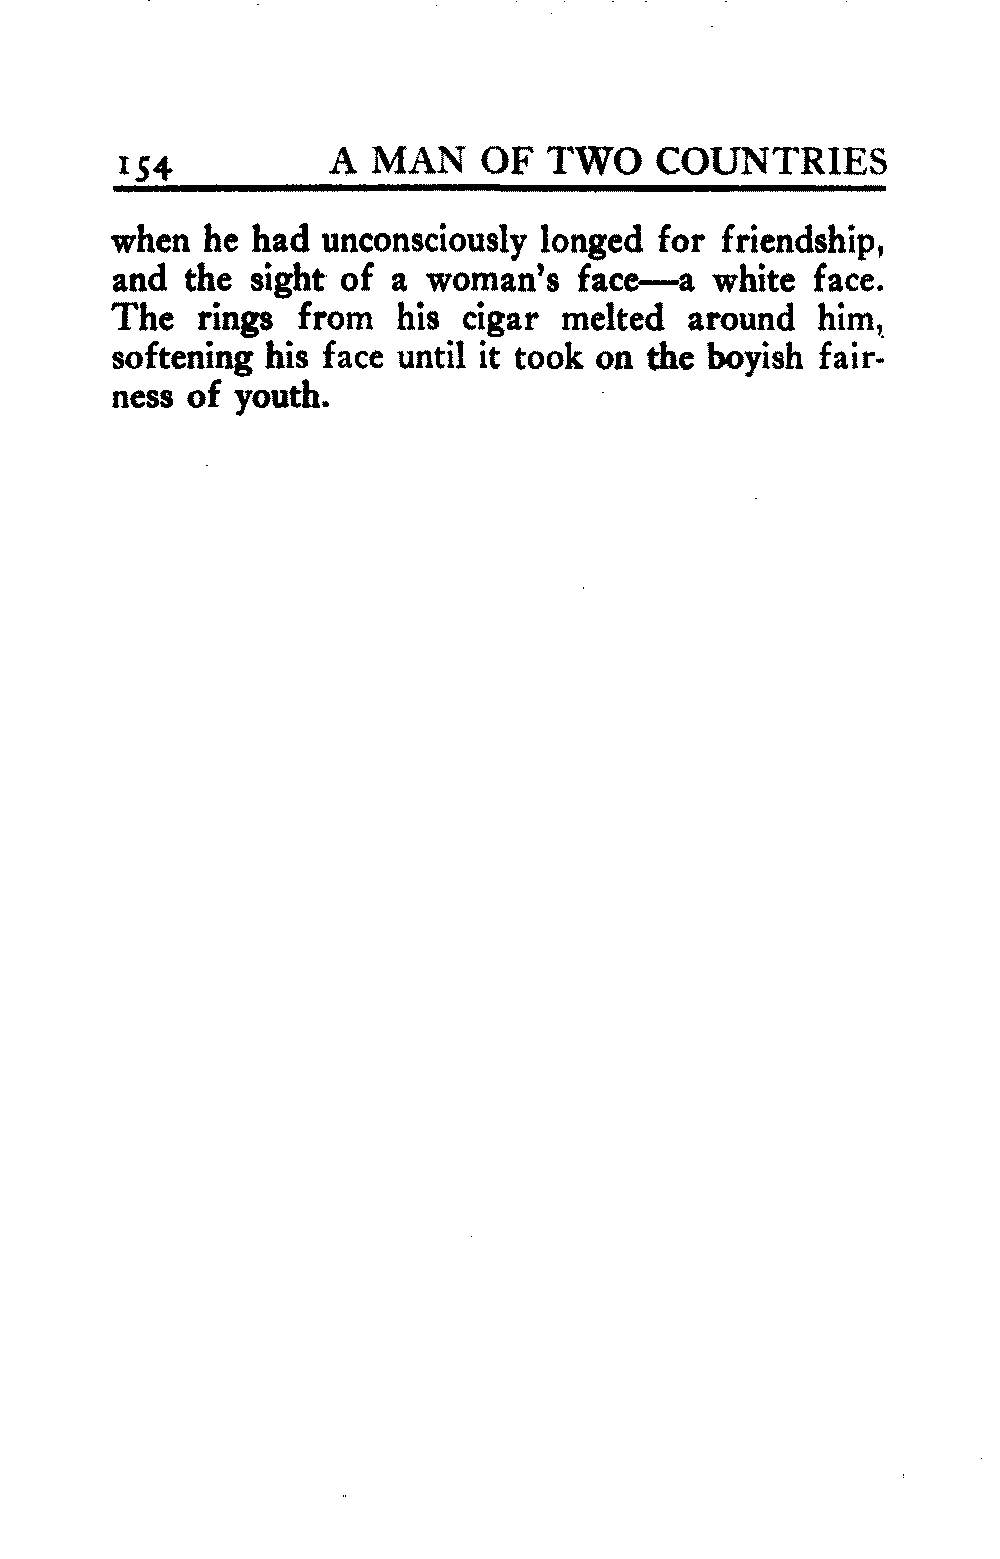 154 A MAN OF TWO COUNTRIES
when he had unconsciously longed for friendship,
and the sight of a woman's face—a white face.
The rings from his cigar melted around him,
softening his face until it took on the boyish fair-
ness of youth.